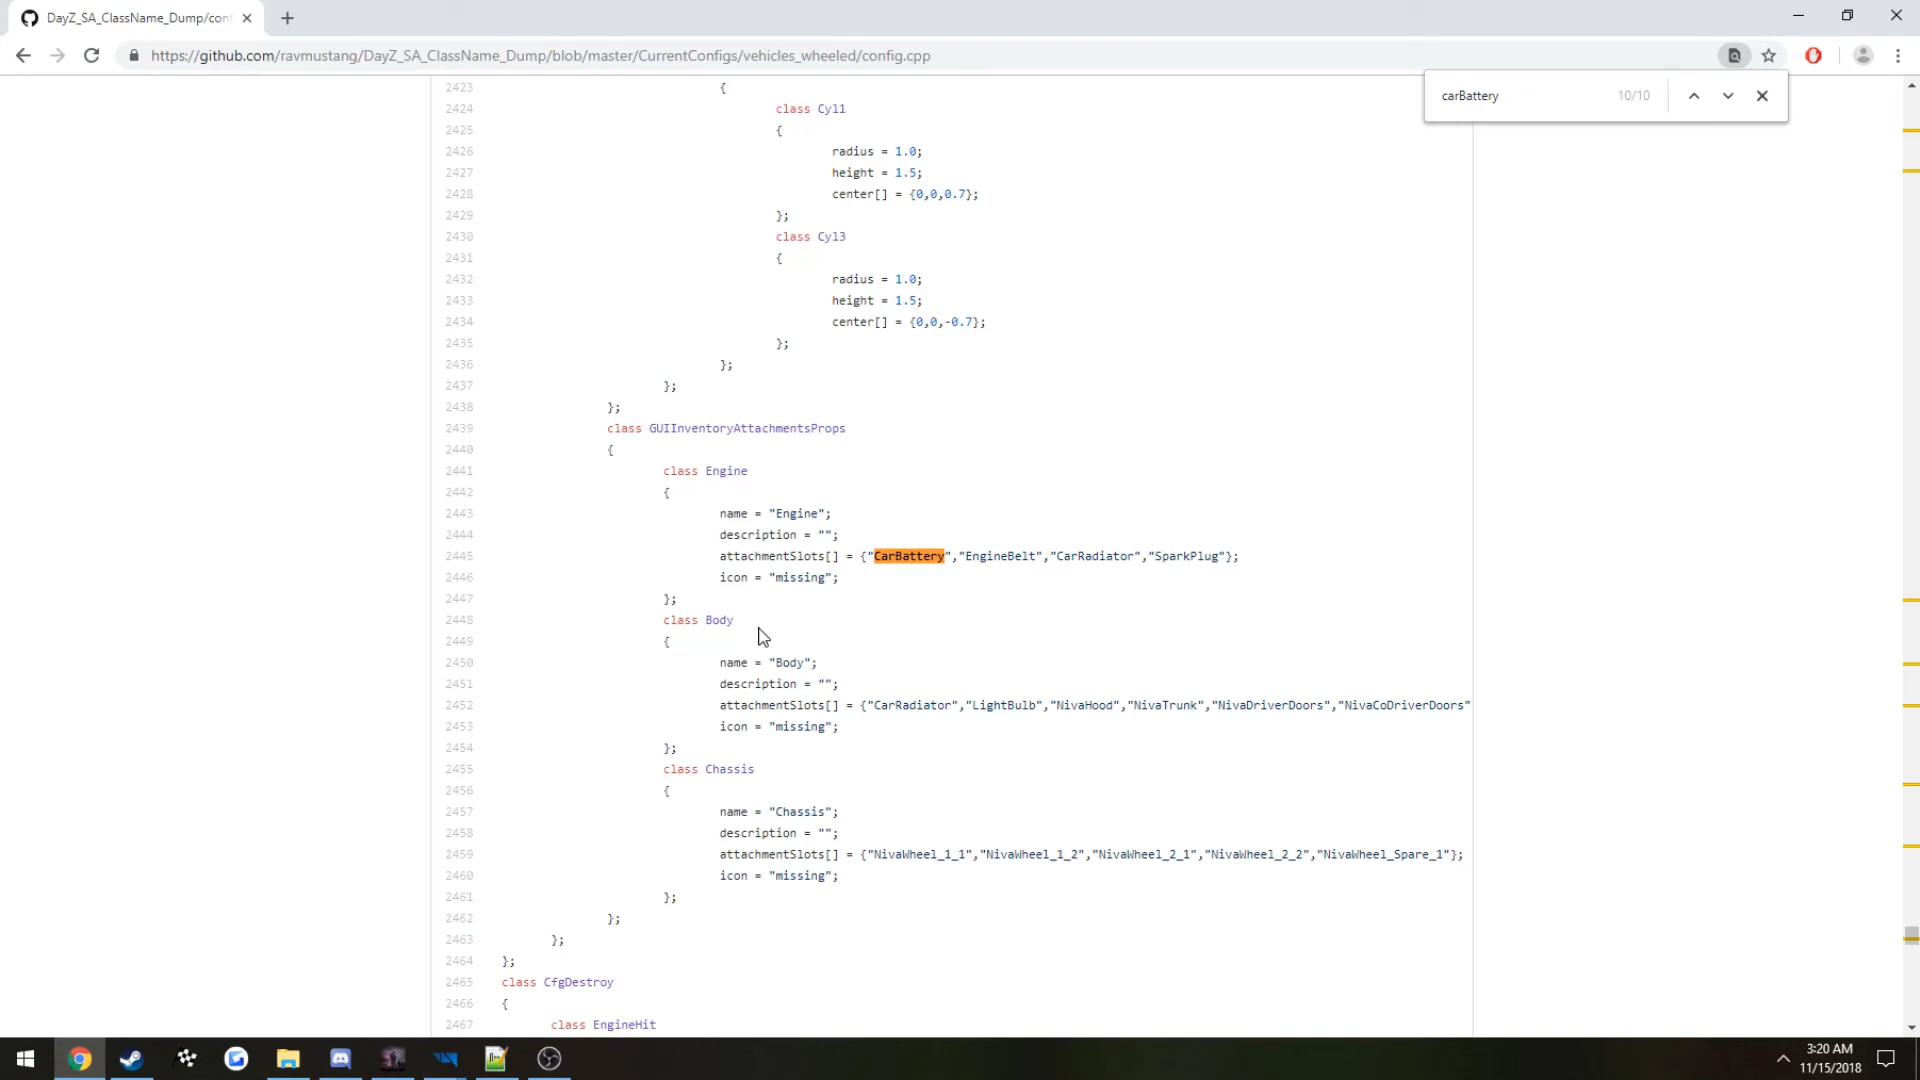 DayZ_SA_ClassName_Dump/con
https://github.com/ravmustang/DayZ_SA_ClassName_Dump/blob/master/CurrentConfigs/vehicles_wheeled/config.cpp
carBattery 10/10
2423 {
2424 class Cyl1
2425 {
2426 radius = 1.0;
2427 height = 1.5;
2428 center[] = {0,0,0.7};
2429 };
2430 class Cyl3
2431 {
2432 radius = 1.0;
2433 height = 1.5;
2434 center[] = {0,0,-0.7};
2435 };
2436 };
2437 };
2438 };
2439 class GUIInventoryAttachmentsProps
2440 {
2441 class Engine
2442 {
2443 name = "Engine";
2444 description = "";
2445 attachmentSlots[] = {"CarBattery","EngineBelt","CarRadiator","SparkPlug"};
2446 icon = "missing";
2447 };
2448 class Body
2449 {
2450 name = "Body";
2451 description = "";
2452 attachmentSlots[] = {"CarRadiator","LightBulb","NivaHood","NivaTrunk","NivaDriverDoors","NivaCoDriverDoors"
2453 icon = "missing";
2454 };
2455 class Chassis
2456 {
2457 name = "Chassis";
2458 description = "";
2459 attachmentSlots[] = {"NivaWheel_1_1","NivaWheel_1_2","NivaWheel_2_1","NivaWheel_2_2","NivaWheel_Spare_1"};
2460 icon = "missing";
2461 };
2462 };
2463 };
2464 };
2465 class CfgDestroy
2466 {
2467 class EngineHit
3:20 AM
11/15/2018